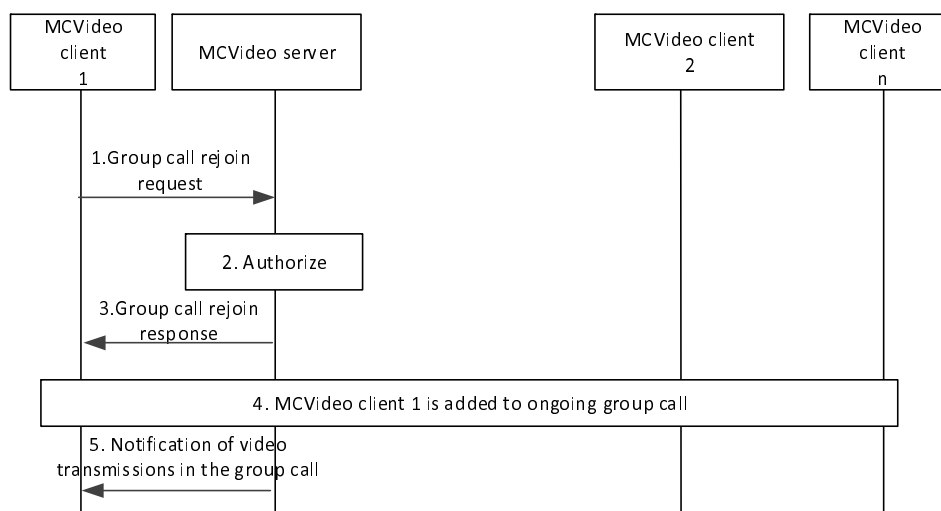 MCVideo
client
1
MCVideo server
MCVideo client
2
MCVideo
client
n
1.Group call rejoin
request
2. Authorize
3.Group call rejoin
response
4. MCVideo client 1 is added to ongoing group call
5. Notification of video
transmissions in the group call